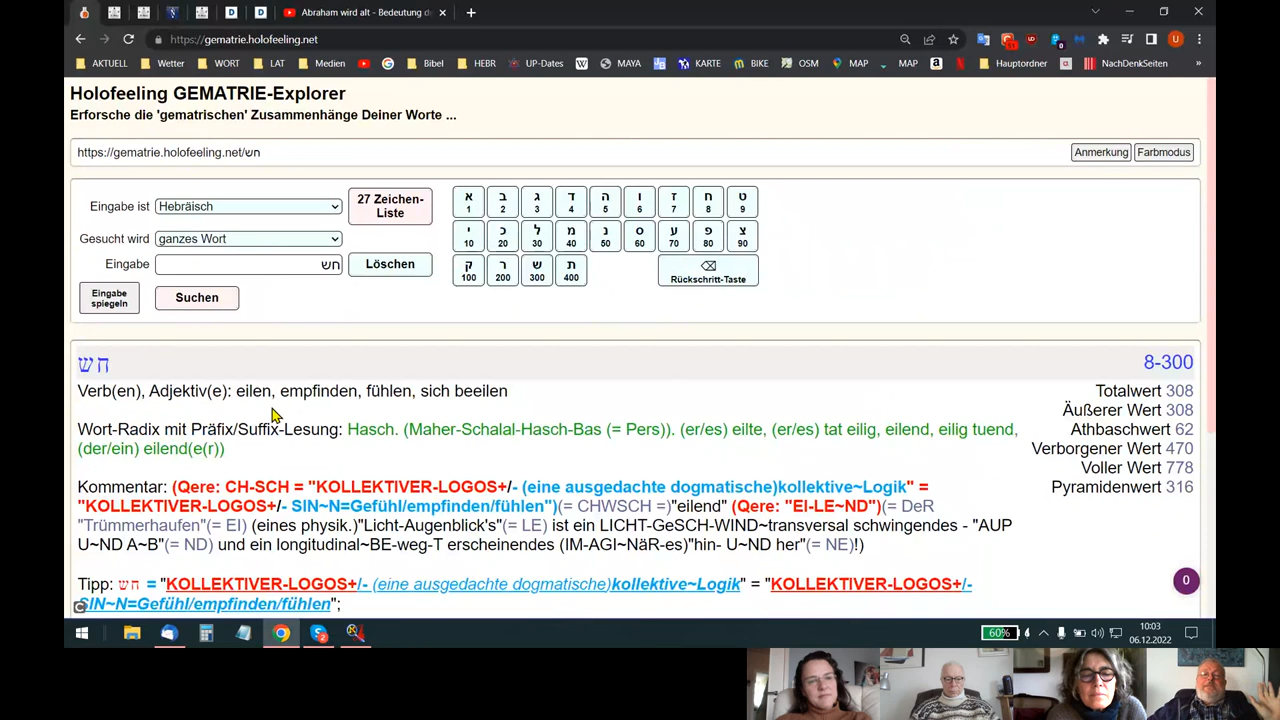 Abraham wird alt - Bedeutung d
https://gematrie.holofeeling.net
AKTUELL Wetter WORT LAT Medien Bibel HEBR UP-Dates MAYA KARTE BIKE OSM MAP MAP Hauptordner NachDenkSeiten »
Holofeeling GEMATRIE-Explorer
Erforsche die 'gematrischen' Zusammenhänge Deiner Worte ...
https://gematrie.holofeeling.net/חש
Anmerkung Farbmodus
Eingabe ist Hebräisch
27 Zeichen-
Liste
Gesucht wird ganzes Wort
Eingabe חש Löschen
Eingabe
spiegeln
Suchen
א ב ג ד ה ו ז ח ט
1 2 3 4 5 6 7 8 9
י כ ל מ נ ס ע פ צ
10 20 30 40 50 60 70 80 90
ק ר ש ת ⌫
100 200 300 400 Rückschritt-Taste
חש 8-300
Verb(en), Adjektiv(e): eilen, empfinden, fühlen, sich beeilen
Totalwert 308
Äußerer Wert 308
Athbaschwert 62
Verborgener Wert 470
Voller Wert 778
Pyramidenwert 316
Wort-Radix mit Präfix/Suffix-Lesung: Hasch. (Maher-Schalal-Hasch-Bas (= Pers)). (er/es) eilte, (er/es) tat eilig, eilend, eilig tuend,
(der/ein) eilend(e(r))
Kommentar: (Qere: CH-SCH = "KOLLEKTIVER-LOGOS+/- (eine ausgedachte dogmatische)kollektive~Logik" =
"KOLLEKTIVER-LOGOS+/- SIN~N=Gefühl/empfinden/fühlen")(= CHWSCH =)"eilend" (Qere: "EI-LE~ND")(= DeR
"Trümmerhaufen"(= EI) (eines physik.)"Licht-Augenblick's"(= LE) ist ein LICHT-GeSCH-WIND~transversal schwingendes - "AUP
U~ND A~B"(= ND) und ein longitudinal~BE-weg-T erscheinendes (IM-AGI~NäR-es)"hin- U~ND her"(= NE)!)
Tipp: חש = "KOLLEKTIVER-LOGOS+/- (eine ausgedachte dogmatische)kollektive~Logik" = "KOLLEKTIVER-LOGOS+/-
SIN~N=Gefühl/empfinden/fühlen";
0
60%
10:03
06.12.2022